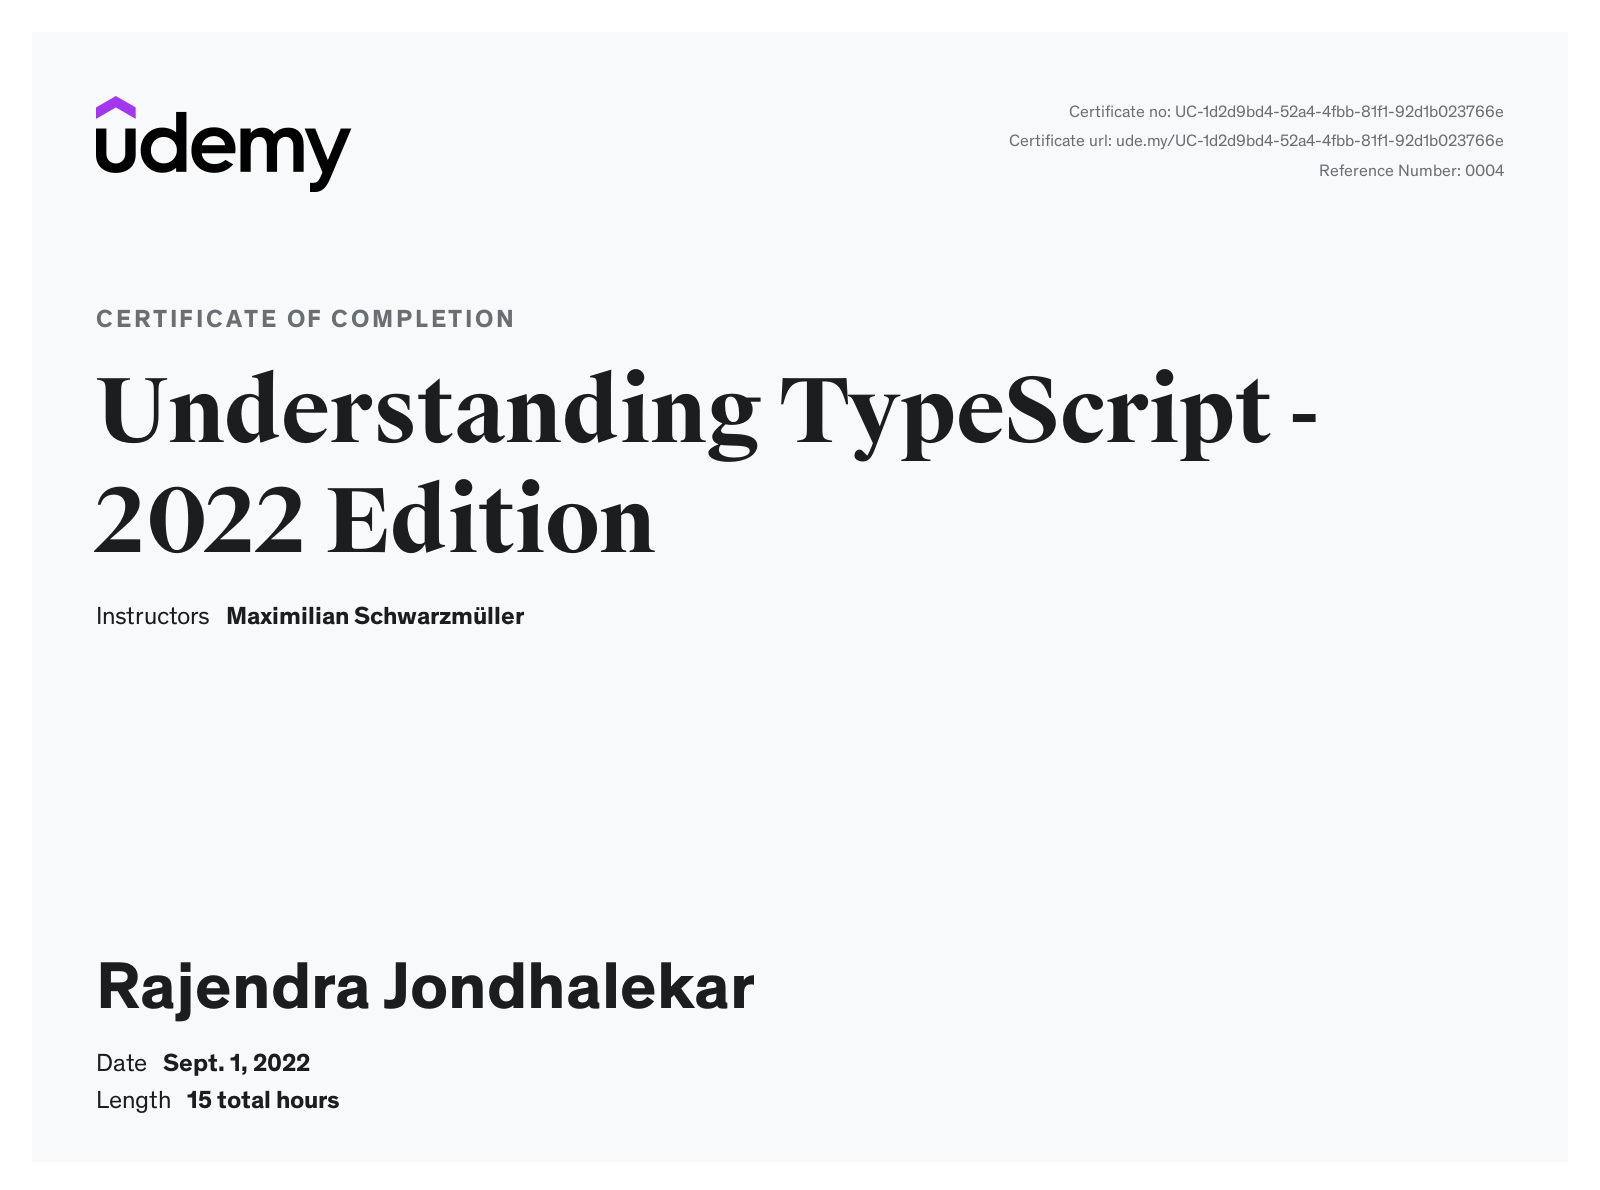 udemy
Certificate no: UC-1d2d9bd4-52a4-4fbb-81f1-92d1b023766e
Certificate url: ude.my/UC-1d2d9bd4-52a4-4fbb-81f1-92d1b023766e
Reference Number: 0004
CERTIFICATE OF COMPLETION
Understanding TypeScript -
2022 Edition
Instructors Maximilian Schwarzmüller
Rajendra Jondhalekar
Date Sept. 1, 2022
Length 15 total hours